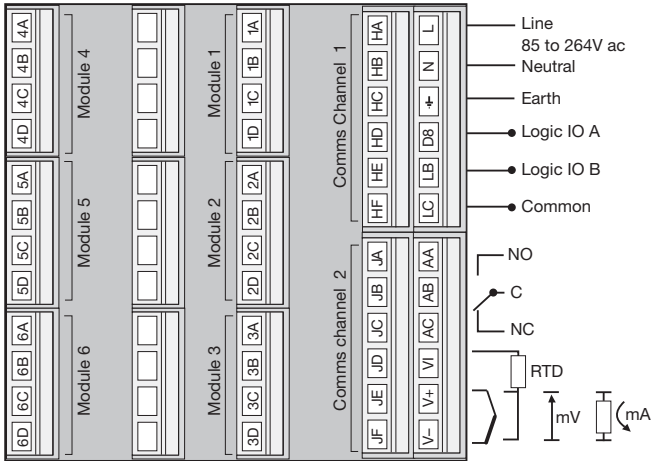 4A
4B
4C
4D
Module 4
Module 1
1A
1B
1C
1D
Comms Channel 1
HA
HB
HC
HD
HE
HF
L
N
D8
LB
LC
Line
85 to 264V ac
Neutral
Earth
Logic IO A
Logic IO B
Common
5A
5B
5C
5D
Module 5
Module 2
2A
2B
2C
2D
6A
6B
6C
6D
Module 6
Module 3
3A
3B
3C
3D
Comms channel 2
JA
JB
JC
JD
JE
JF
AA
AB
AC
VI
V+
V−
NO
C
NC
RTD
mV
mA